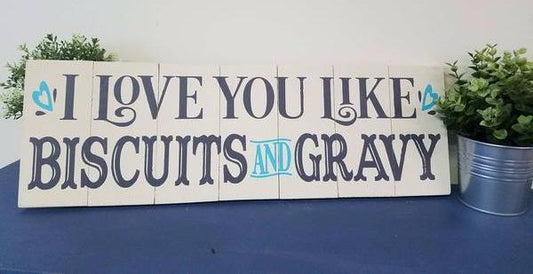 I LOVE YOU LIKE
BISCUITS AND GRAVY